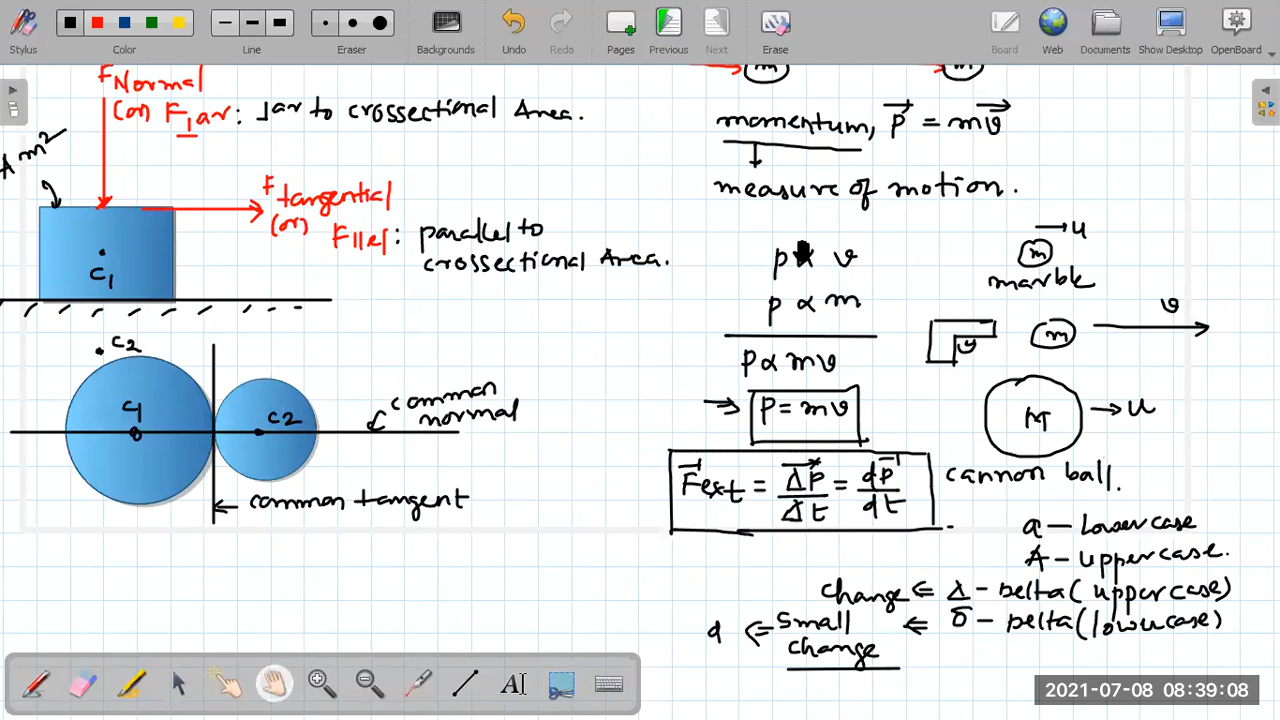 Stylus
Color
Line
Eraser
Backgrounds
Undo
Redo
Pages
Previous
Next
Erase
Board
Web
Documents
Show Desktop
OpenBoard
F Normal
(or) F⊥ar : ⊥ar to crossectional Area.
A m²
F tangential
(or) F||el : parallel to
crossectional Area.
C1
C2
C1
C2
common
normal
common tangent
m
m
momentum, p⃗ = mv⃗
measure of motion.
p ∝ v
p ∝ m
p ∝ mv
⇒ P = mv
F⃗ext = Δp⃗/Δt = dp⃗/dt
→ u
m
marble
v
m
M → u
cannon ball.
a – Lowercase
A – uppercase.
change ⇐ Δ – Delta (uppercase)
d ⇐ small change ⇐ δ – Delta (lowercase)
2021-07-08 08:39:08